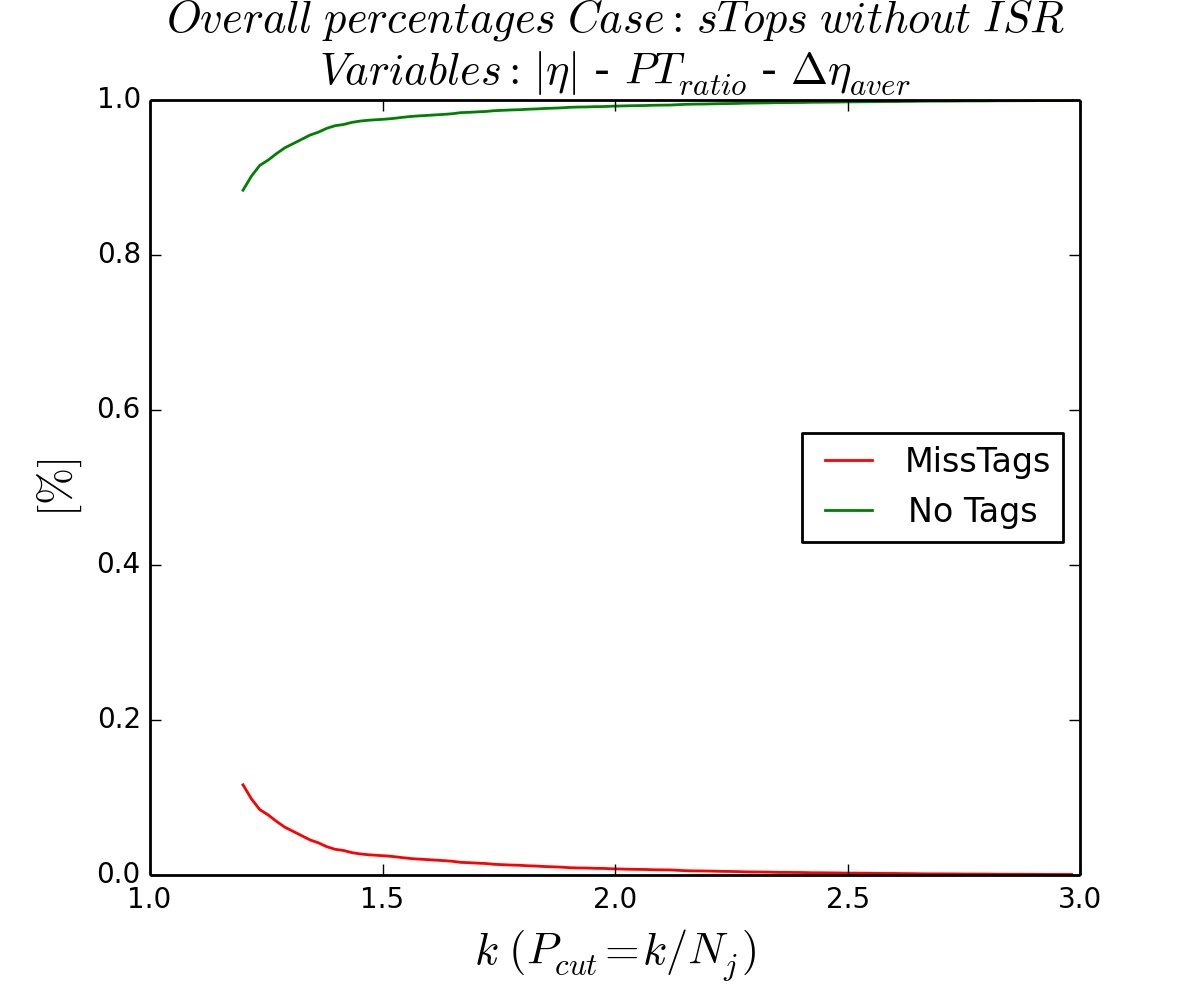 Overall percentages Case: sTops without ISR
Variables: |η| - PT_ratio - Δη_aver
1.0
0.8
0.6
0.4
0.2
0.0
[%]
MissTags
No Tags
1.0 1.5 2.0 2.5 3.0
k (P_cut = k/N_j)